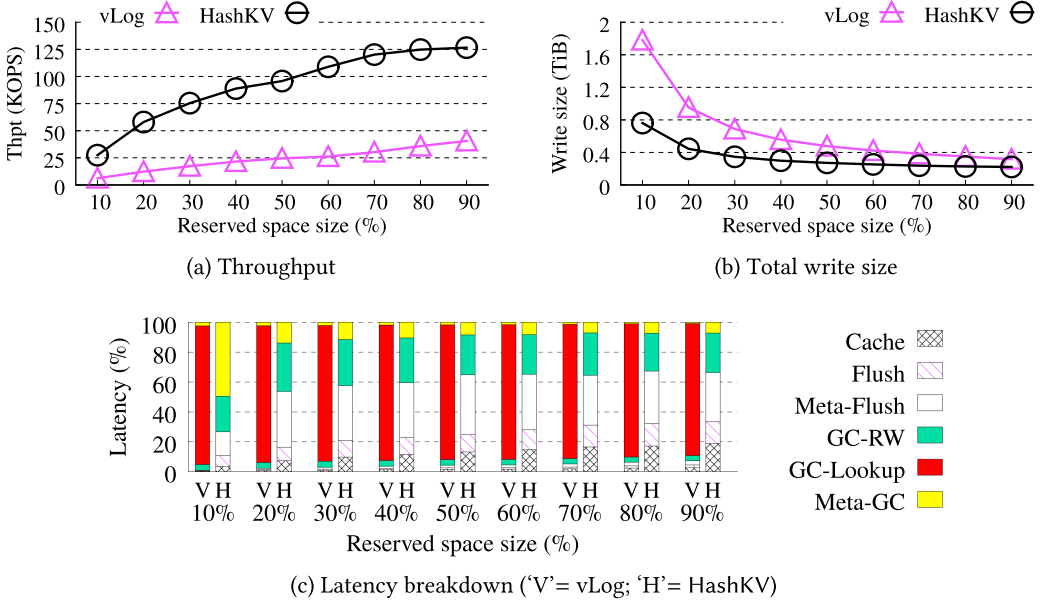 vLog HashKV
150
125
100
75
50
25
0
Thpt (KOPS)
10 20 30 40 50 60 70 80 90
Reserved space size (%)
(a) Throughput
vLog HashKV
2
1.6
1.2
0.8
0.4
0
Write size (TiB)
10 20 30 40 50 60 70 80 90
Reserved space size (%)
(b) Total write size
100
80
60
40
20
0
Latency (%)
V H V H V H V H V H V H V H V H V H
10% 20% 30% 40% 50% 60% 70% 80% 90%
Reserved space size (%)
Cache
Flush
Meta-Flush
GC-RW
GC-Lookup
Meta-GC
(c) Latency breakdown (‘V’= vLog; ‘H’= HashKV)